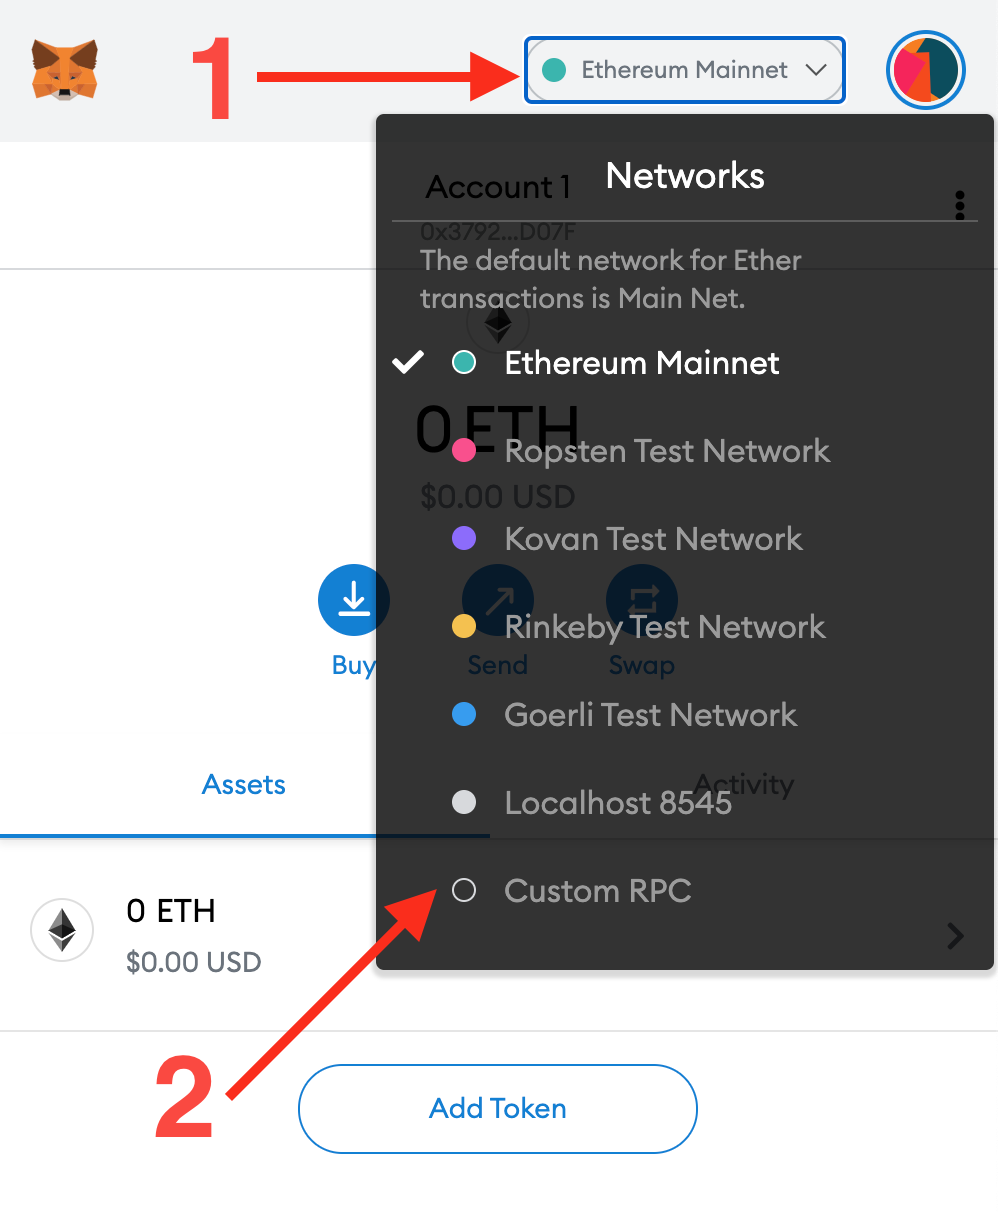 1
Ethereum Mainnet
Networks
Account 1
0x3792...D07F
The default network for Ether
transactions is Main Net.
Ethereum Mainnet
0 ETH
Ropsten Test Network
$0.00 USD
Kovan Test Network
Rinkeby Test Network
Buy
Send
Swap
Goerli Test Network
Assets
Activity
Localhost 8545
Custom RPC
0 ETH
$0.00 USD
2
Add Token